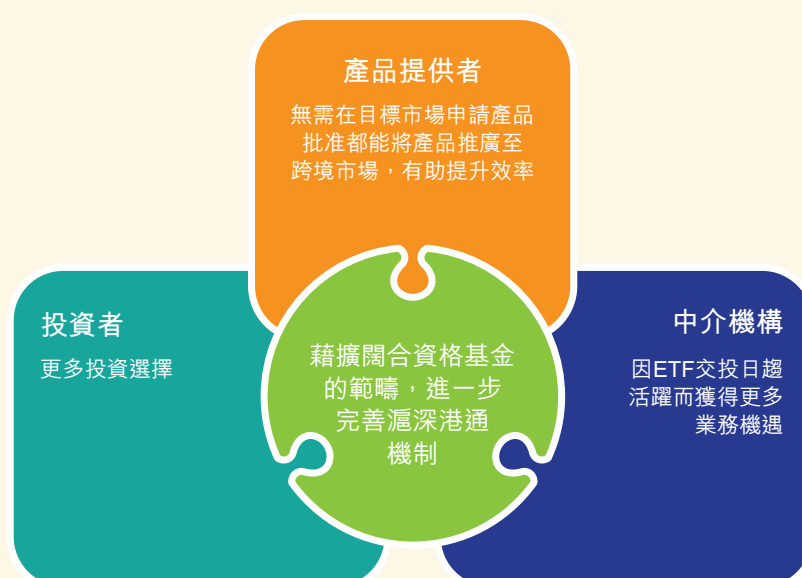 產品提供者
無需在目標市場申請產品
批准都能將產品推廣至
跨境市場，有助提升效率
投資者
更多投資選擇
藉擴闊合資格基金
的範疇，進一步
完善滬深港通
機制
中介機構
因ETF交投日趨
活躍而獲得更多
業務機遇